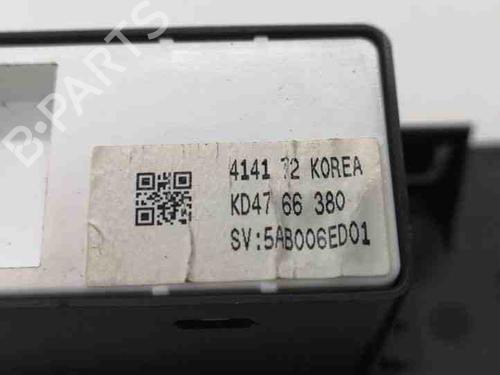 B-PARTS
4141 72 KOREA
KD47 66 380
SV:5AB006ED01